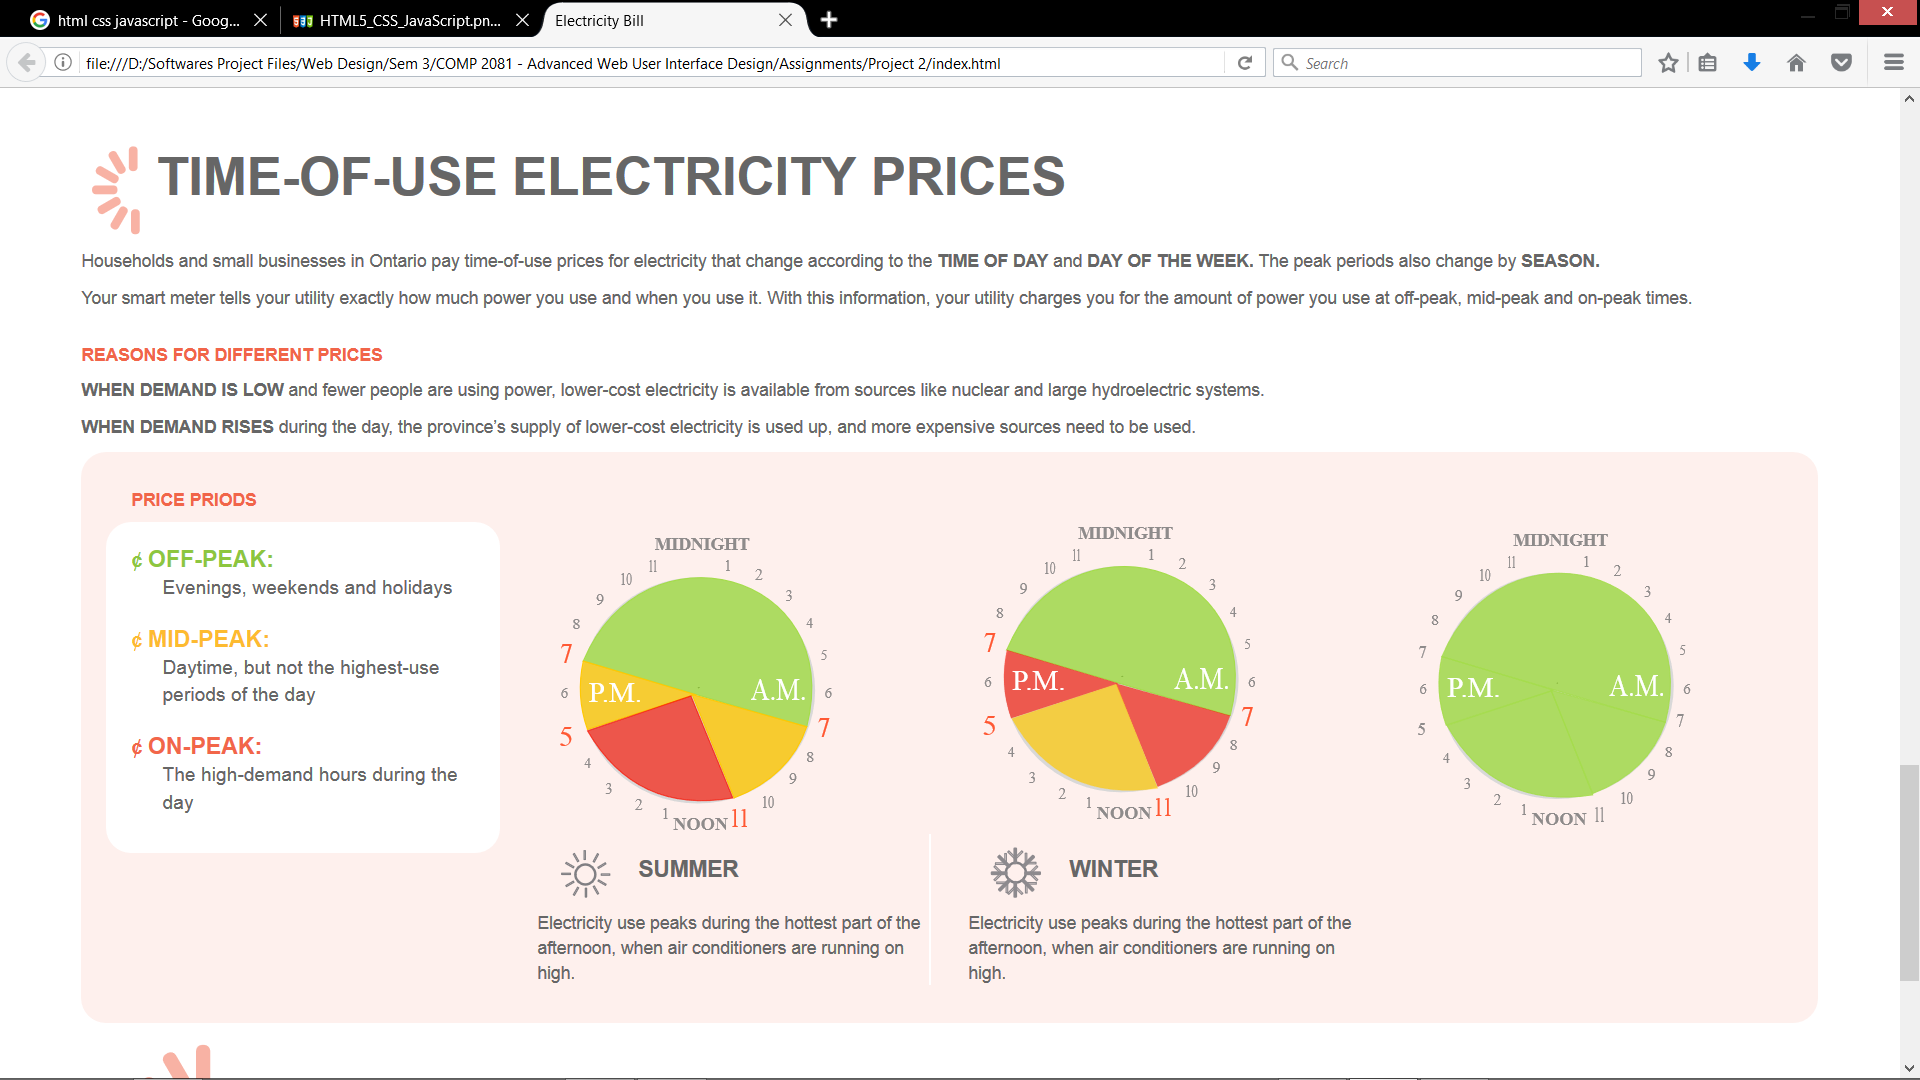 html css javascript - Goog...
HTML5_CSS_JavaScript.pn...
Electricity Bill
file:///D:/Softwares Project Files/Web Design/Sem 3/COMP 2081 - Advanced Web User Interface Design/Assignments/Project 2/index.html
Search
TIME-OF-USE ELECTRICITY PRICES
Households and small businesses in Ontario pay time-of-use prices for electricity that change according to the TIME OF DAY and DAY OF THE WEEK. The peak periods also change by SEASON.
Your smart meter tells your utility exactly how much power you use and when you use it. With this information, your utility charges you for the amount of power you use at off-peak, mid-peak and on-peak times.
REASONS FOR DIFFERENT PRICES
WHEN DEMAND IS LOW and fewer people are using power, lower-cost electricity is available from sources like nuclear and large hydroelectric systems.
WHEN DEMAND RISES during the day, the province's supply of lower-cost electricity is used up, and more expensive sources need to be used.
PRICE PRIODS
¢ OFF-PEAK:
Evenings, weekends and holidays
¢ MID-PEAK:
Daytime, but not the highest-use
periods of the day
¢ ON-PEAK:
The high-demand hours during the
day
MIDNIGHT
1
2
3
4
5
6
7
8
9
10
11
NOON
1
2
3
4
5
6
7
8
9
10
11
P.M.
A.M.
MIDNIGHT
1
2
3
4
5
6
7
8
9
10
11
NOON
1
2
3
4
5
6
7
8
9
10
11
P.M.
A.M.
MIDNIGHT
1
2
3
4
5
6
7
8
9
10
11
NOON
1
2
3
4
5
6
7
8
9
10
11
P.M.
A.M.
SUMMER
Electricity use peaks during the hottest part of the
afternoon, when air conditioners are running on
high.
WINTER
Electricity use peaks during the hottest part of the
afternoon, when air conditioners are running on
high.